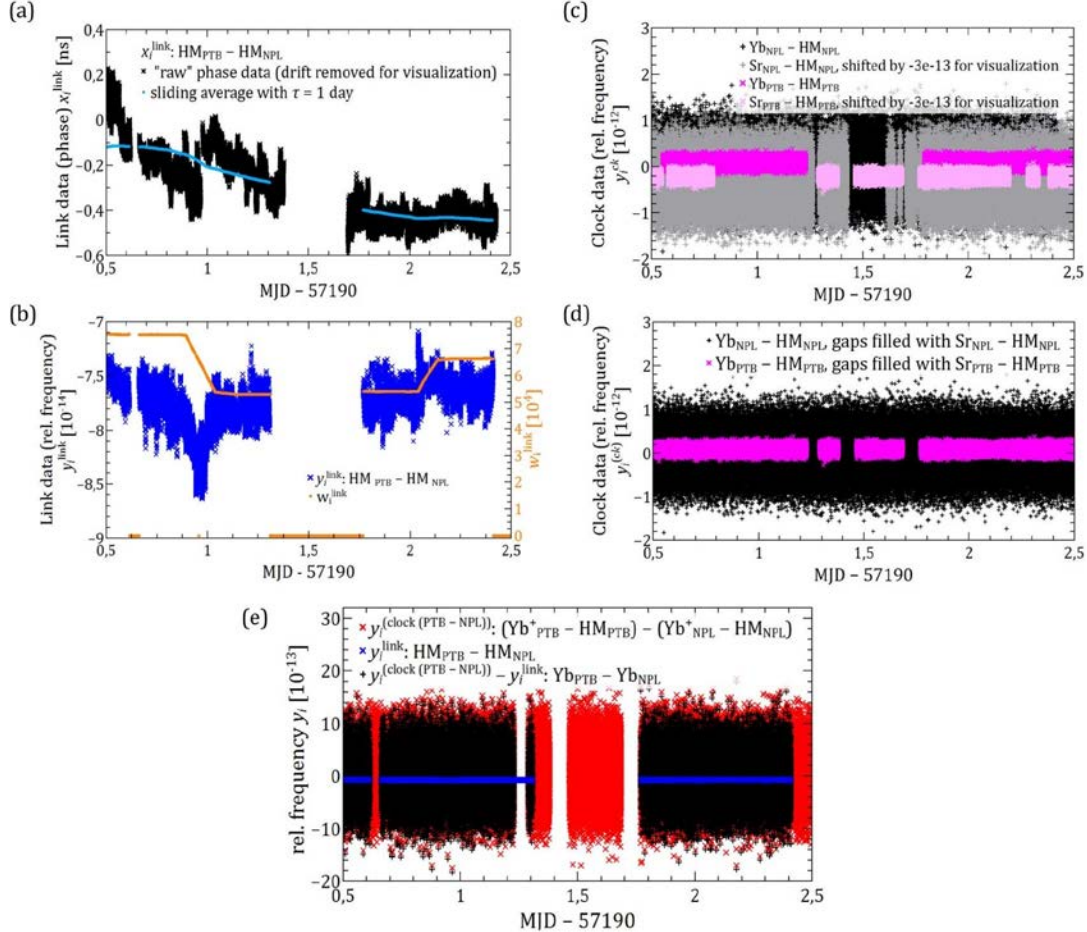 (a)
0,4
0,2
0
-0,2
-0,4
-0,6
Link data (phase) x_i^link [ns]
x_i^link: HM_PTB – HM_NPL
"raw" phase data (drift removed for visualization)
sliding average with τ = 1 day
0,5 1 1,5 2 2,5
MJD – 57190
(b)
-7
-7.5
-8
-8.5
-9
Link data (rel. frequency)
y_i^link [10^-14]
y_i^link: HM_PTB – HM_NPL
w_i^link
8
7
6
5
4
3
2
1
0
w_i^link [10^4]
0,5 1 1,5 2 2,5
MJD - 57190
(c)
2
1
0
-1
-2
Clock data (rel. frequency)
y_i^ck [10^-12]
Yb_NPL – HM_NPL
Sr_NPL – HM_NPL, shifted by -3e-13 for visualization
Yb_PTB – HM_PTB
Sr_PTB – HM_PTB, shifted by -3e-13 for visualization
0,5 1 1,5 2 2,5
MJD – 57190
(d)
3
2
1
0
-1
-2
Clock data (rel. frequency)
y_i^(ck) [10^-12]
Yb_NPL – HM_NPL, gaps filled with Sr_NPL – HM_NPL
Yb_PTB – HM_PTB, gaps filled with Sr_PTB – HM_PTB
0,5 1 1,5 2 2,5
MJD – 57190
(e)
30
20
10
0
-10
-20
rel. frequency y_i [10^-13]
y_i^(clock (PTB – NPL)): (Yb^+_PTB – HM_PTB) – (Yb^+_NPL – HM_NPL)
y_i^link: HM_PTB – HM_NPL
y_i^(clock (PTB – NPL)) – y_i^link: Yb_PTB – Yb_NPL
0,5 1 1,5 2 2,5
MJD – 57190